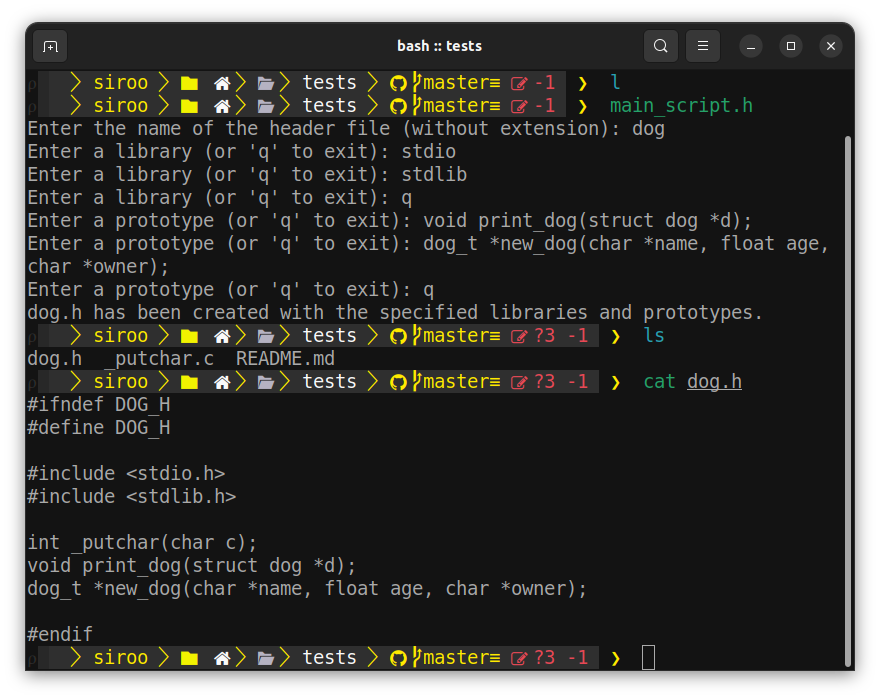 bash :: tests
siroo tests master≡ -1 ❯ l
siroo tests master≡ -1 ❯ main_script.h
Enter the name of the header file (without extension): dog
Enter a library (or 'q' to exit): stdio
Enter a library (or 'q' to exit): stdlib
Enter a library (or 'q' to exit): q
Enter a prototype (or 'q' to exit): void print_dog(struct dog *d);
Enter a prototype (or 'q' to exit): dog_t *new_dog(char *name, float age,
char *owner);
Enter a prototype (or 'q' to exit): q
dog.h has been created with the specified libraries and prototypes.
siroo tests master≡ ?3 -1 ❯ ls
dog.h  _putchar.c  README.md
siroo tests master≡ ?3 -1 ❯ cat dog.h
#ifndef DOG_H
#define DOG_H
#include <stdio.h>
#include <stdlib.h>
int _putchar(char c);
void print_dog(struct dog *d);
dog_t *new_dog(char *name, float age, char *owner);
#endif
siroo tests master≡ ?3 -1 ❯